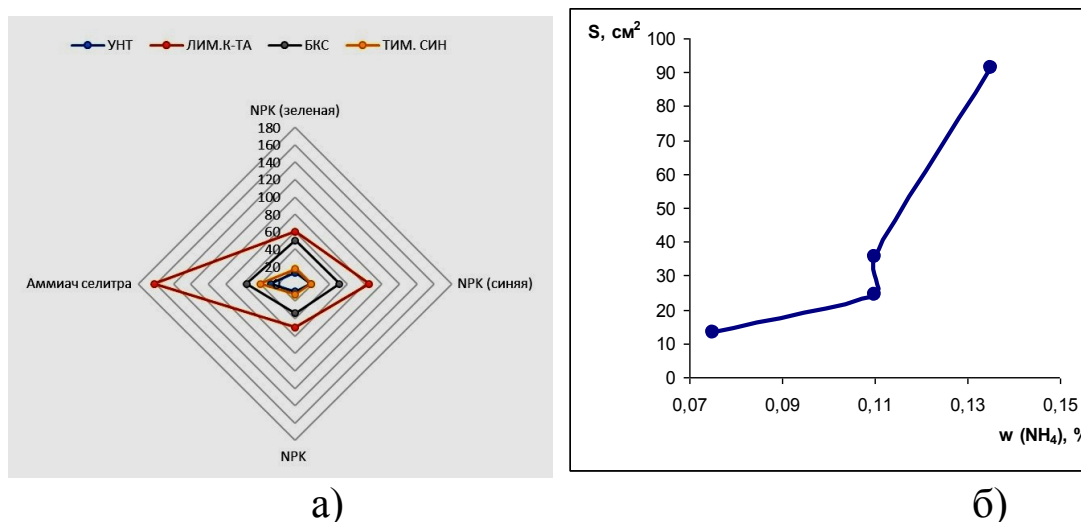 УНТ ЛИМ.К-ТА БКС ТИМ. СИН
NPK (зеленая)
180
160
140
120
100
80
60
40
20
Аммиач селитра
NPK (синяя)
NPK
а)
S, см²
100
90
80
70
60
50
40
30
20
10
0
0,07 0,09 0,11 0,13 0,15
w (NH₄), %
б)